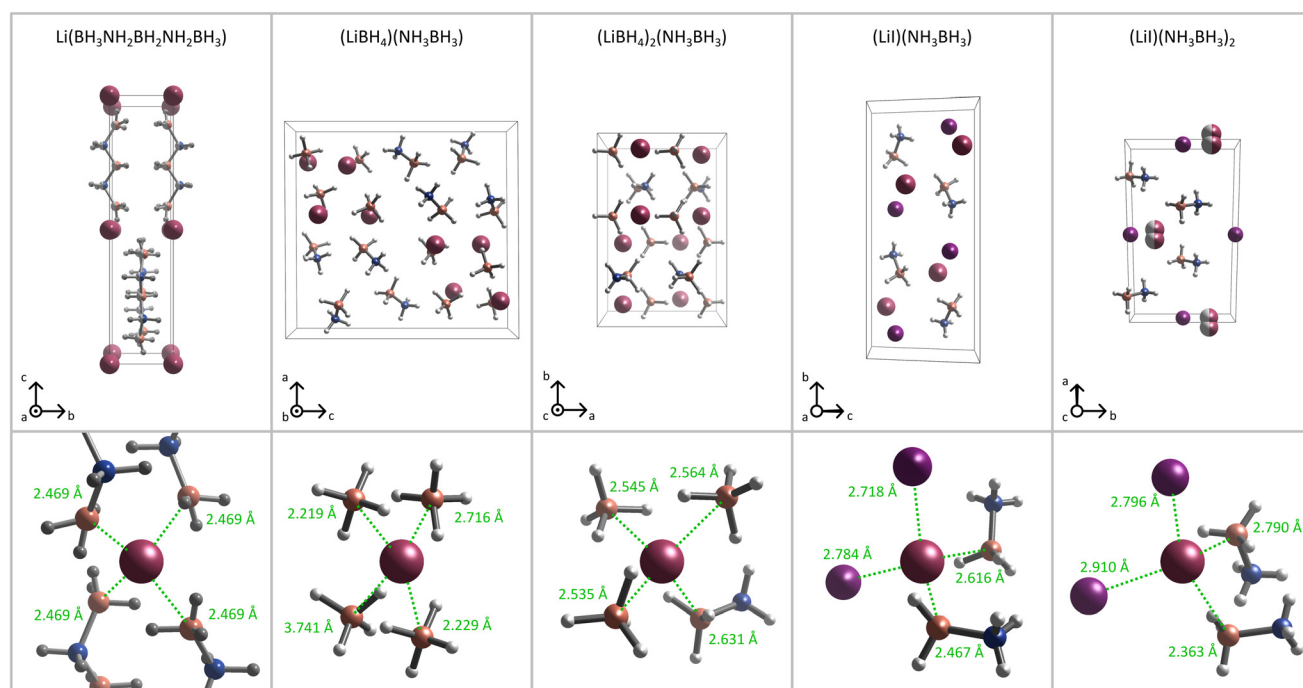 Li(BH₃NH₂BH₂NH₂BH₃)
(LiBH₄)(NH₃BH₃)
(LiBH₄)₂(NH₃BH₃)
(LiI)(NH₃BH₃)
(LiI)(NH₃BH₃)₂
c
a
b
a
b
c
b
c
a
b
a
c
a
c
b
2.469 Å
2.469 Å
2.469 Å
2.469 Å
2.219 Å
2.716 Å
3.741 Å
2.229 Å
2.545 Å
2.564 Å
2.535 Å
2.631 Å
2.718 Å
2.784 Å
2.616 Å
2.467 Å
2.796 Å
2.790 Å
2.910 Å
2.363 Å